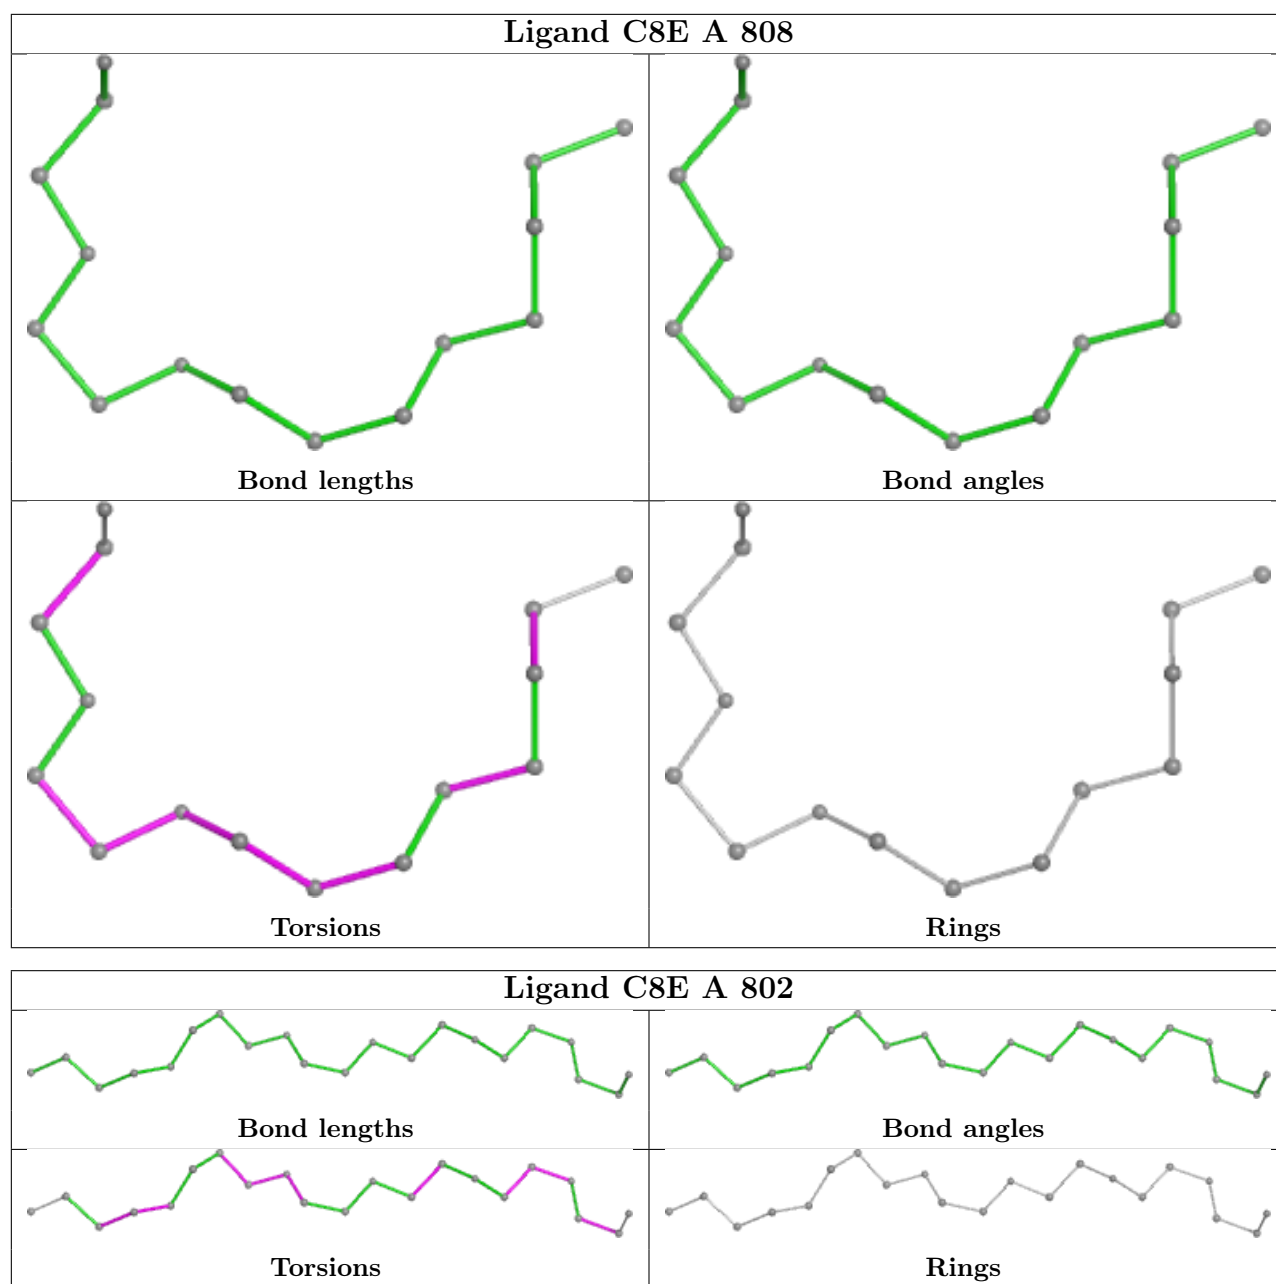 Ligand C8E A 808
Bond lengths
Bond angles
Torsions
Rings
Ligand C8E A 802
Bond lengths
Bond angles
Torsions
Rings